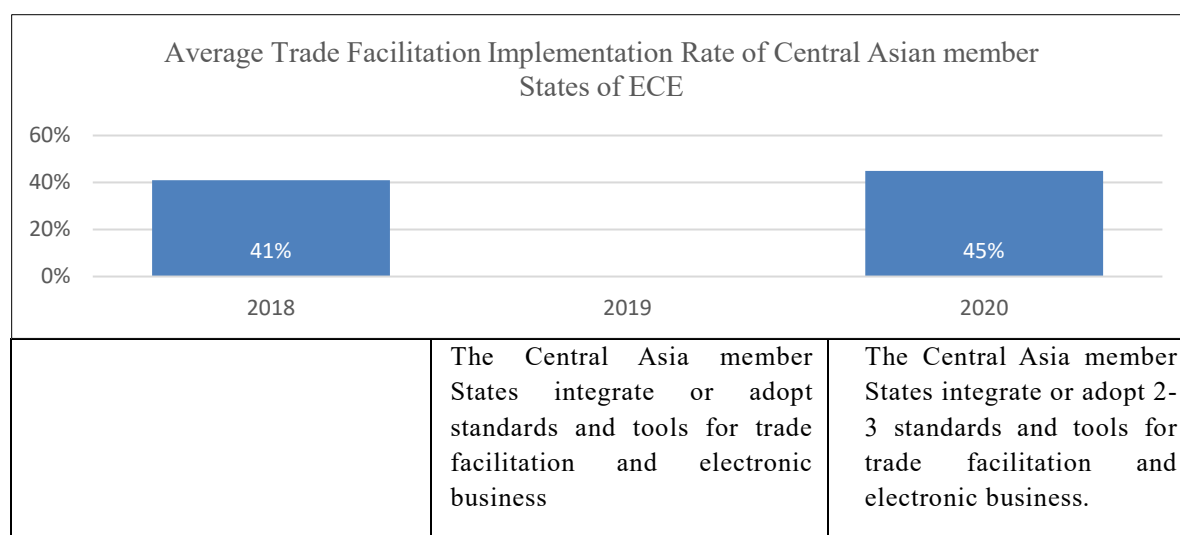 Average Trade Facilitation Implementation Rate of Central Asian member
States of ECE
60%
40%
20%
0%
41%
45%
2018
2019
2020
The Central Asia member
States integrate or adopt
standards and tools for trade
facilitation and electronic
business
The Central Asia member
States integrate or adopt 2-
3 standards and tools for
trade facilitation and
electronic business.